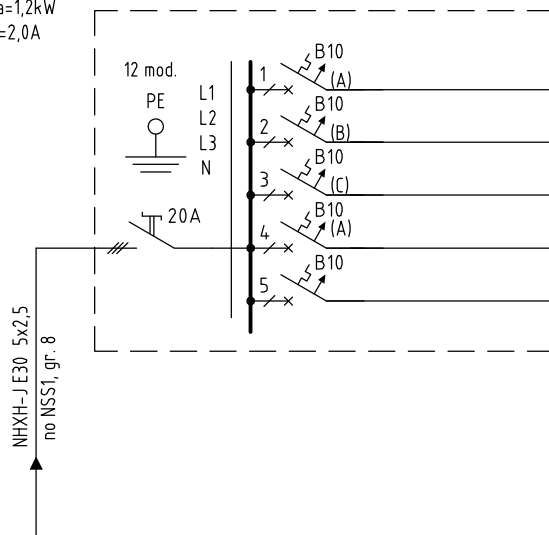 a=1,2kW
=2,0A
12 mod.
PE
L1
L2
L3
N
20A
1
B10
(A)
2
B10
(B)
3
B10
(C)
4
B10
(A)
5
B10
NHXH-J E30 5x2,5
no NSS1, gr. 8